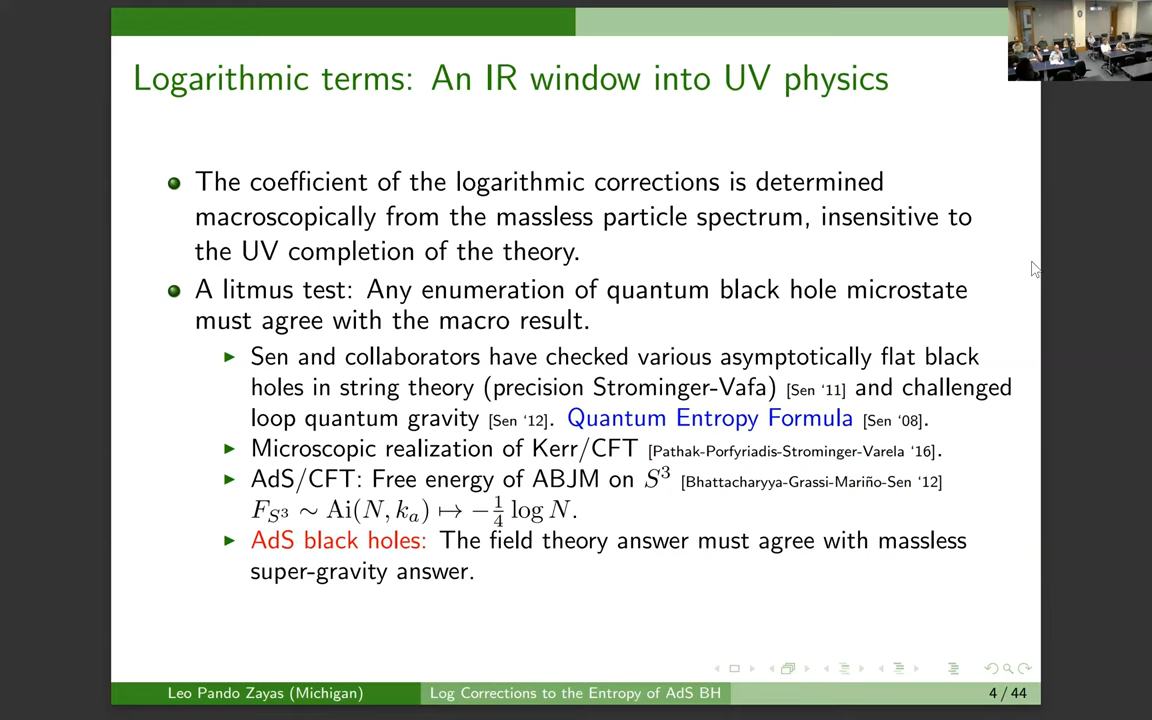 Logarithmic terms: An IR window into UV physics
The coefficient of the logarithmic corrections is determined
macroscopically from the massless particle spectrum, insensitive to
the UV completion of the theory.
A litmus test: Any enumeration of quantum black hole microstate
must agree with the macro result.
Sen and collaborators have checked various asymptotically flat black
holes in string theory (precision Strominger-Vafa) [Sen ‘11] and challenged
loop quantum gravity [Sen ‘12]. Quantum Entropy Formula [Sen ‘08].
Microscopic realization of Kerr/CFT [Pathak-Porfyriadis-Strominger-Varela ‘16].
AdS/CFT: Free energy of ABJM on S³ [Bhattacharyya-Grassi-Mariño-Sen ‘12]
F_{S³} ∼ Ai(N, k_a) ↦ −1/4 log N.
AdS black holes: The field theory answer must agree with massless
super-gravity answer.
Leo Pando Zayas (Michigan) Log Corrections to the Entropy of AdS BH 4 / 44